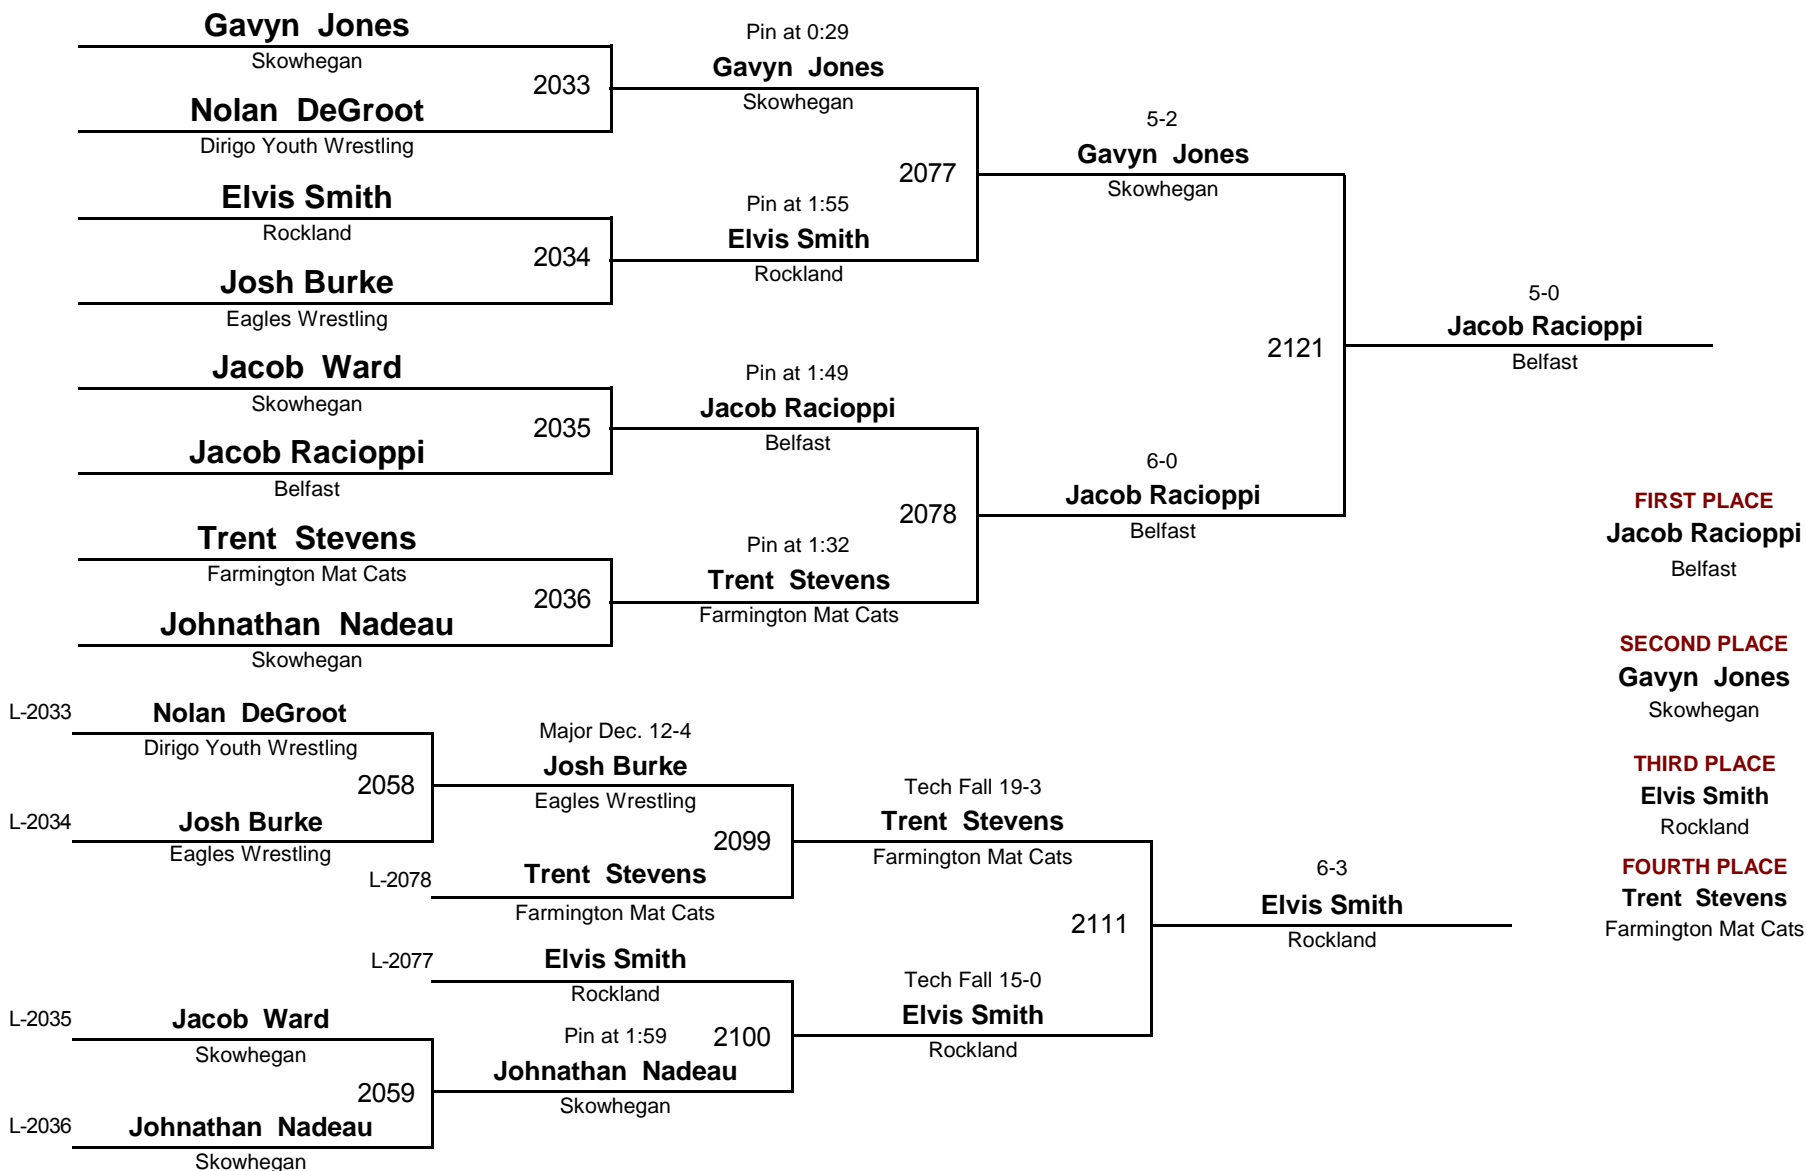 Gavyn  Jones
Skowhegan
2033
Nolan  DeGroot
Dirigo Youth Wrestling
Pin at 0:29
Gavyn  Jones
Skowhegan
Elvis Smith
Rockland
2034
Josh Burke
Eagles Wrestling
Pin at 1:55
Elvis Smith
Rockland
2077
5-2
Gavyn  Jones
Skowhegan
Jacob  Ward
Skowhegan
2035
Jacob Racioppi
Belfast
Pin at 1:49
Jacob Racioppi
Belfast
Trent  Stevens
Farmington Mat Cats
2036
Johnathan  Nadeau
Skowhegan
Pin at 1:32
Trent  Stevens
Farmington Mat Cats
2078
6-0
Jacob Racioppi
Belfast
2121
5-0
Jacob Racioppi
Belfast
FIRST PLACE
Jacob Racioppi
Belfast
SECOND PLACE
Gavyn  Jones
Skowhegan
THIRD PLACE
Elvis Smith
Rockland
FOURTH PLACE
Trent  Stevens
Farmington Mat Cats
L-2033
Nolan  DeGroot
Dirigo Youth Wrestling
2058
L-2034
Josh Burke
Eagles Wrestling
Major Dec. 12-4
Josh Burke
Eagles Wrestling
2099
L-2078
Trent  Stevens
Farmington Mat Cats
Tech Fall 19-3
Trent  Stevens
Farmington Mat Cats
L-2077
Elvis Smith
Rockland
L-2035
Jacob  Ward
Skowhegan
2059
L-2036
Johnathan  Nadeau
Skowhegan
Pin at 1:59
2100
Johnathan  Nadeau
Skowhegan
Tech Fall 15-0
Elvis Smith
Rockland
2111
6-3
Elvis Smith
Rockland